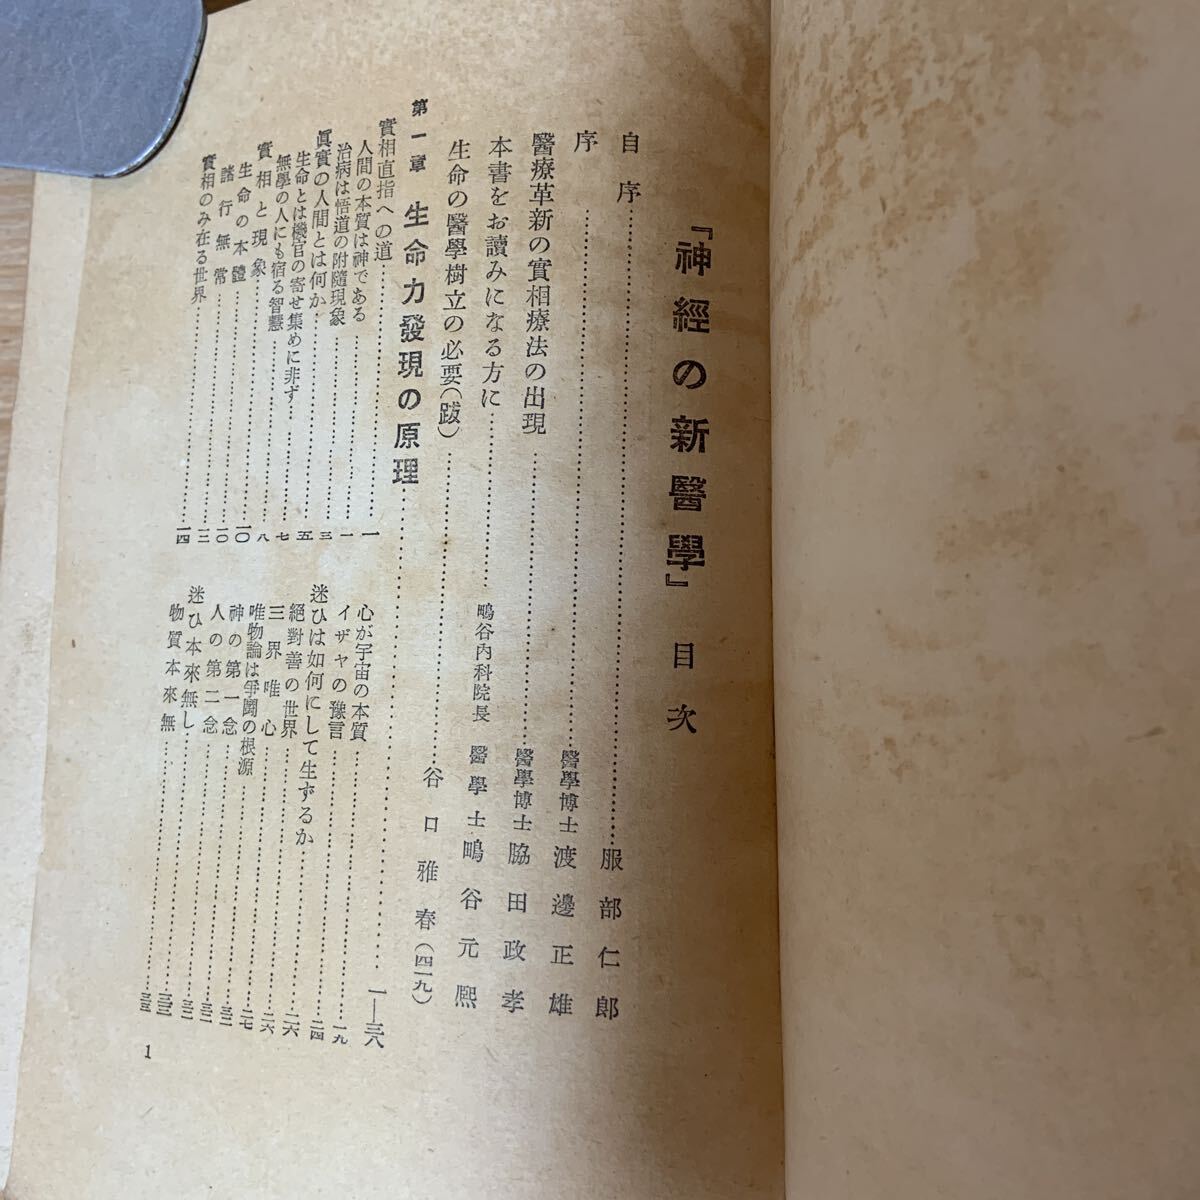 『神經の新醫學』 目次
自序……服部仁郎
序……醫學博士 渡邊正雄
醫療革新の實相療法の出現……醫學博士 脇田政孝
本書をお讀みになる方に……鴫谷内科院長 醫學士 鴫谷元熙
生命の醫學樹立の必要(跋)……谷口雅春(四一九)
第一章 生命力發現の原理……一—三八
實相直指への道……一
人間の本質は神である
治病は悟道の附隨現象……一
眞實の人間とは何か……三
生命とは機官の寄せ集めに非ず……五
無學の人にも宿る智慧……七
實相と現象……八
生命の本體……一〇
諸行無常……一〇
實相のみ在る世界……一四
心が宇宙の本質
イザヤの豫言……一九
迷ひは如何にして生ずるか……二四
絕對善の世界……二六
三界唯心……二六
唯物論は爭鬪の根源……二七
神の第一念
人の第二念
迷ひ本來無し
物質本來無
1